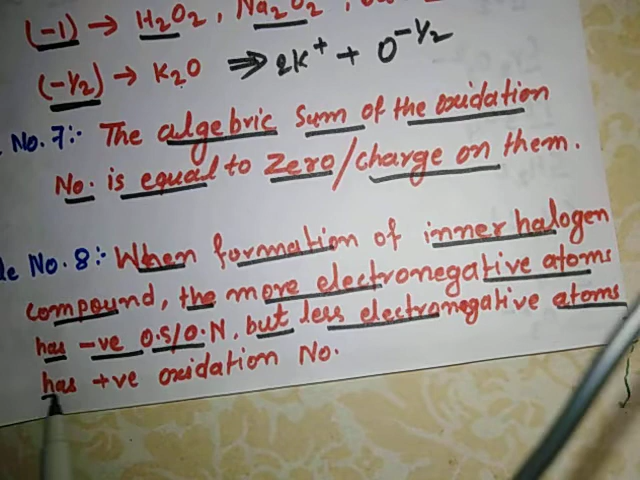 (-1) → H₂O₂, Na₂O₂,
(-½) → K₂O ⇒ 2K⁺ + O⁻¹/²
No. 7:- The algebric sum of the oxidation
No. is equal to Zero/charge on them.
le No. 8:- When formation of inner halogen
compound, the more electronegative atoms
has -ve O.S/O.N, but less electronegative atoms
has +ve oxidation No.